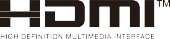 HDMI™
HIGH DEFINITION MULTIMEDIA INTERFACE